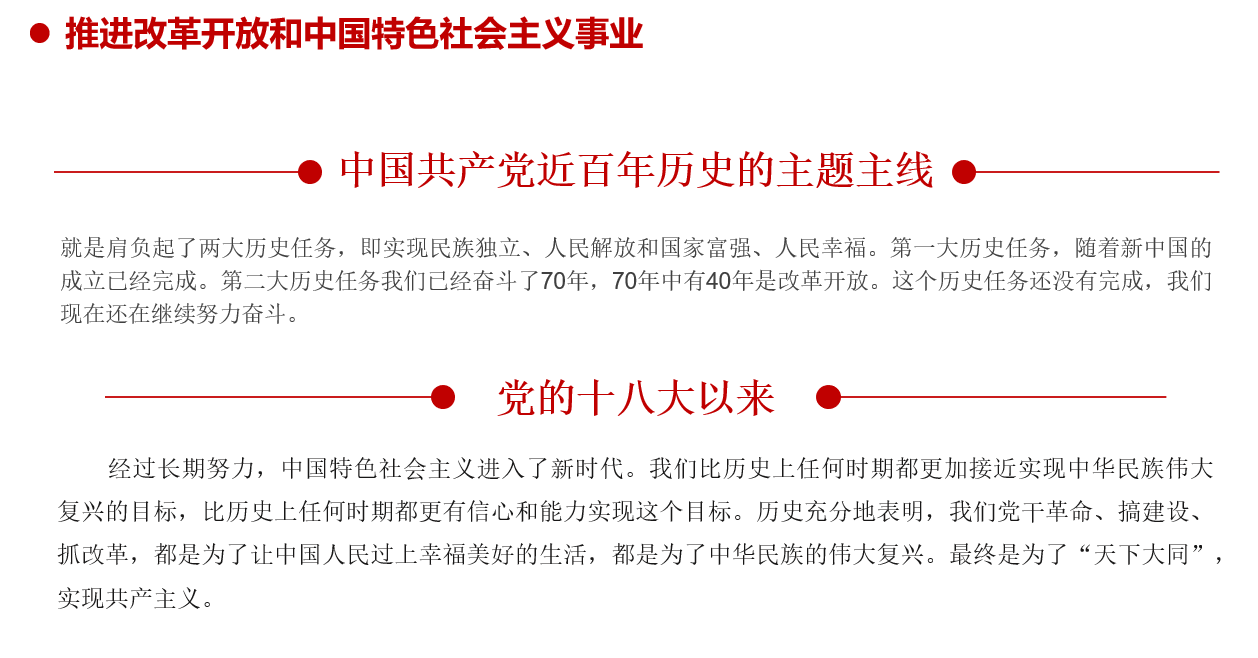 推进改革开放和中国特色社会主义事业
中国共产党近百年历史的主题主线
就是肩负起了两大历史任务，即实现民族独立、人民解放和国家富强、人民幸福。第一大历史任务，随着新中国的
成立已经完成。第二大历史任务我们已经奋斗了70年，70年中有40年是改革开放。这个历史任务还没有完成，我们
现在还在继续努力奋斗。
党的十八大以来
经过长期努力，中国特色社会主义进入了新时代。我们比历史上任何时期都更加接近实现中华民族伟大
复兴的目标，比历史上任何时期都更有信心和能力实现这个目标。历史充分地表明，我们党干革命、搞建设、
抓改革，都是为了让中国人民过上幸福美好的生活，都是为了中华民族的伟大复兴。最终是为了“天下大同”，
实现共产主义。